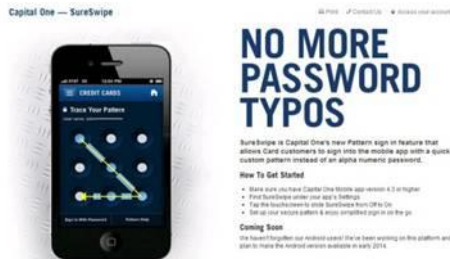 Capital One — SureSwipe
Print Contact Us Access your account
CREDIT CARDS
Trace Your Pattern
Sign In With Password Pattern Help
NO MORE
PASSWORD
TYPOS
SureSwipe is Capital One's new Pattern sign in feature that
allows Card customers to sign into the mobile app with a quick
custom pattern instead of an alpha numeric password.
How To Get Started
Make sure you have Capital One Mobile app version 4.3 or higher
Find SureSwipe under your app's Settings
Tap the touchscreen to slide SureSwipe from Off to On
Set up your secure pattern & enjoy simplified sign in on the go
Coming Soon
We haven't forgotten our Android users! We've been working on this platform and
plan to make the Android version available in early 2014.